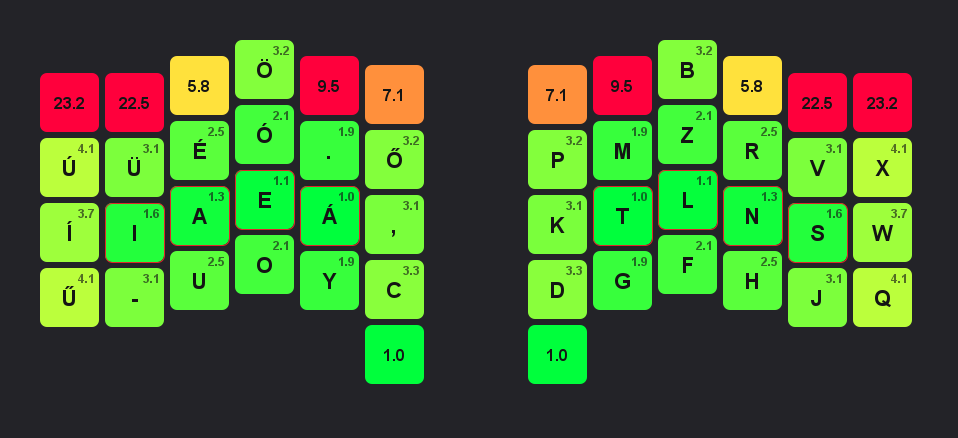 23.2 22.5 5.8 3.2 Ö 9.5 7.1 7.1 9.5 3.2 B 5.8 22.5 23.2
4.1 Ú 3.1 Ü 2.5 É 2.1 Ó 1.9 . 3.2 Ő 3.2 P 1.9 M 2.1 Z 2.5 R 3.1 V 4.1 X
3.7 Í 1.6 I 1.3 A 1.1 E 1.0 Á 3.1 , 3.1 K 1.0 T 1.1 L 1.3 N 1.6 S 3.7 W
4.1 Ű 3.1 - 2.5 U 2.1 O 1.9 Y 3.3 C 3.3 D 1.9 G 2.1 F 2.5 H 3.1 J 4.1 Q
1.0 1.0